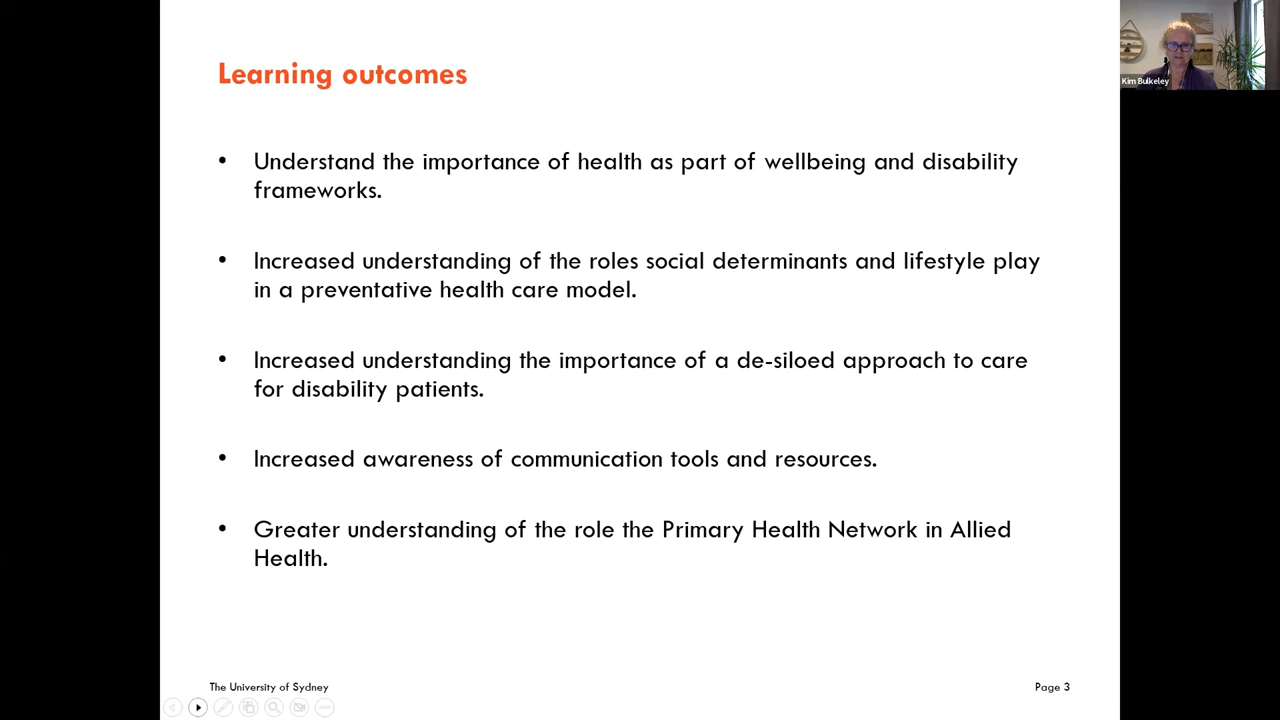 Learning outcomes
Kim Bulkeley
• Understand the importance of health as part of wellbeing and disability
frameworks.
• Increased understanding of the roles social determinants and lifestyle play
in a preventative health care model.
• Increased understanding the importance of a de-siloed approach to care
for disability patients.
• Increased awareness of communication tools and resources.
• Greater understanding of the role the Primary Health Network in Allied
Health.
The University of Sydney
Page 3